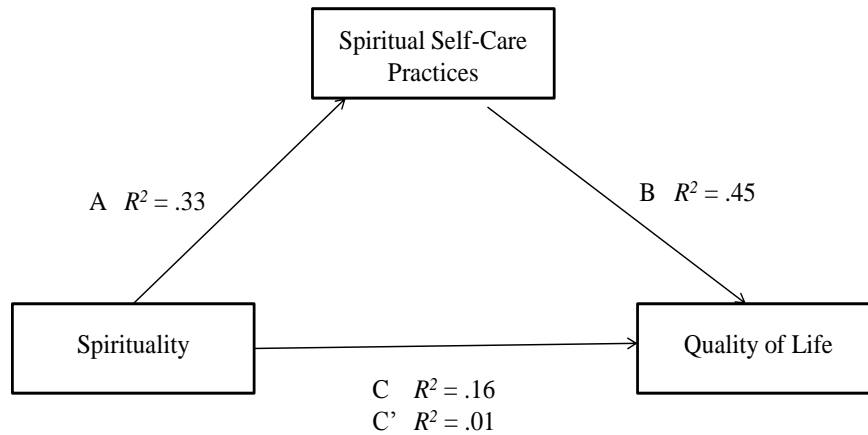 Spiritual Self-Care
Practices
A R² = .33
B R² = .45
Spirituality
Quality of Life
C R² = .16
C’ R² = .01